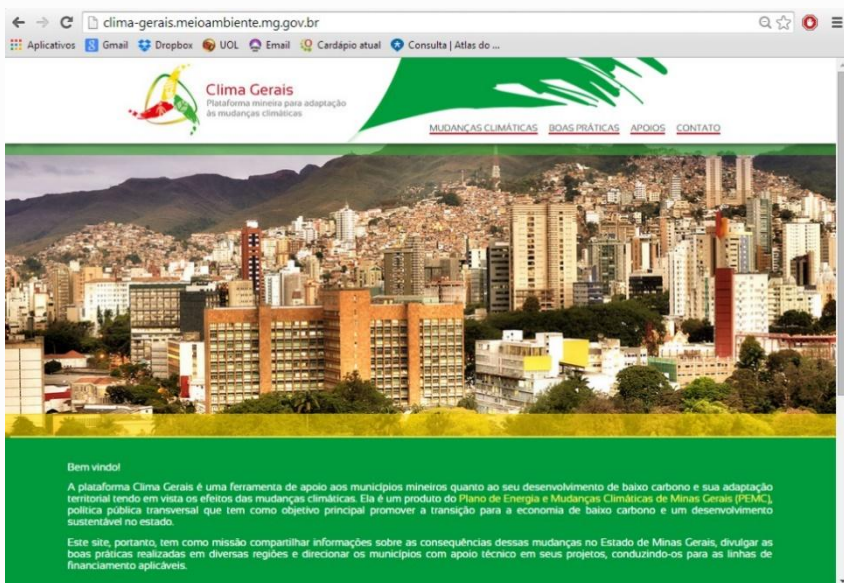 clima-gerais.meioambiente.mg.gov.br
Aplicativos Gmail Dropbox UOL Email Cardápio atual Consulta | Atlas do ...
Clima Gerais
Plataforma mineira para adaptação
às mudanças climáticas
MUDANÇAS CLIMÁTICAS BOAS PRÁTICAS APOIOS CONTATO
Bem vindo!
A plataforma Clima Gerais é uma ferramenta de apoio aos municípios mineiros quanto ao seu desenvolvimento de baixo carbono e sua adaptação
territorial tendo em vista os efeitos das mudanças climáticas. Ela é um produto do Plano de Energia e Mudanças Climáticas de Minas Gerais (PEMC),
política pública transversal que tem como objetivo principal promover a transição para a economia de baixo carbono e um desenvolvimento
sustentável no estado.
Este site, portanto, tem como missão compartilhar informações sobre as consequências dessas mudanças no Estado de Minas Gerais, divulgar as
boas práticas realizadas em diversas regiões e direcionar os municípios com apoio técnico em seus projetos, conduzindo-os para as linhas de
financiamento aplicáveis.